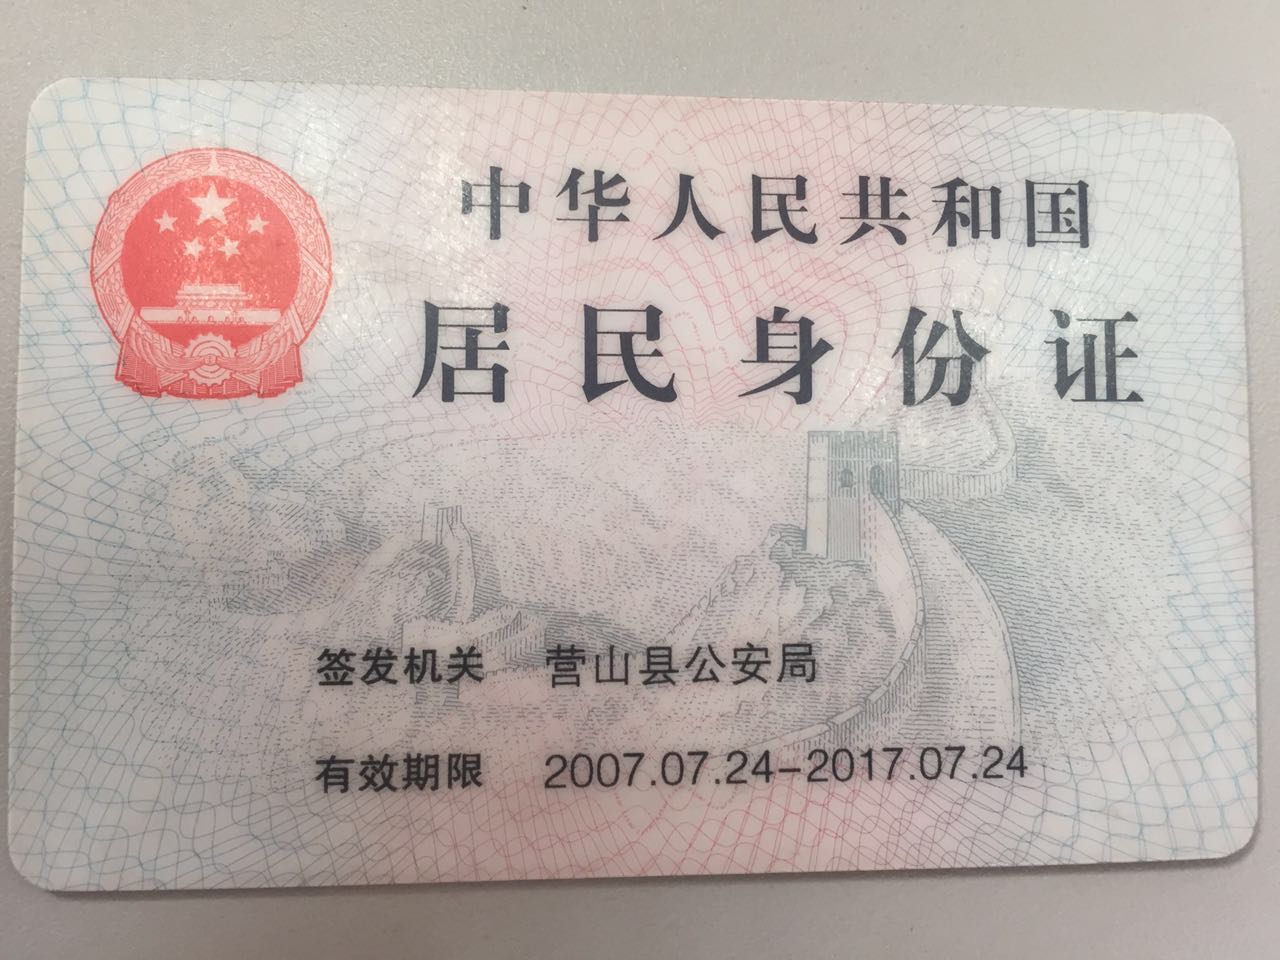 中华人民共和国
居民身份证
签发机关 营山县公安局
有效期限 2007.07.24-2017.07.24